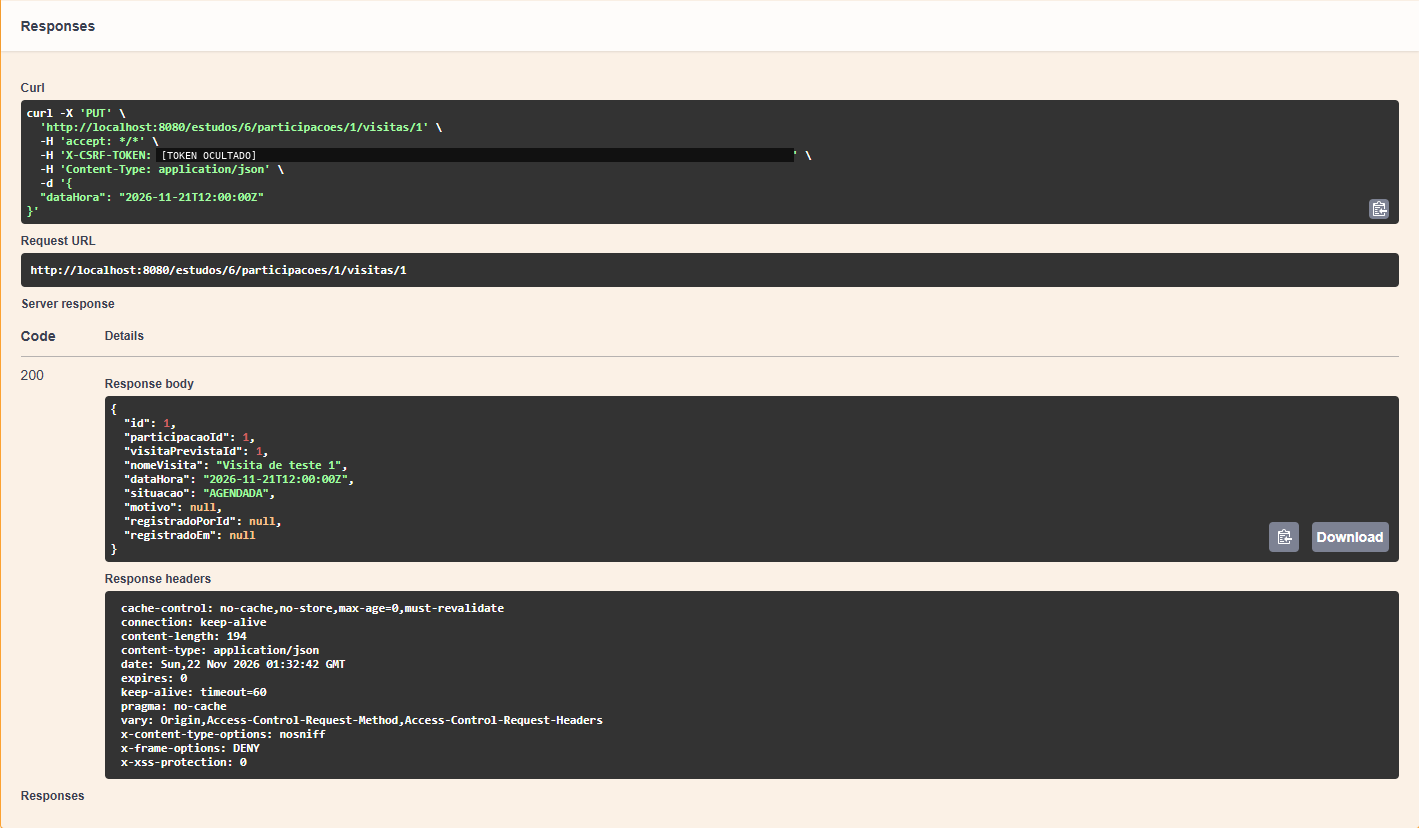 Responses
Curl
curl -X 'PUT' \
  'http://localhost:8080/estudos/6/participacoes/1/visitas/1' \
  -H 'accept: */*' \
  -H 'X-CSRF-TOKEN: [TOKEN OCULTADO]' \
  -H 'Content-Type: application/json' \
  -d '{
  "dataHora": "2026-11-21T12:00:00Z"
}'
Request URL
http://localhost:8080/estudos/6/participacoes/1/visitas/1
Server response
Code Details
200
Response body
{
  "id": 1,
  "participacaoId": 1,
  "visitaPrevistaId": 1,
  "nomeVisita": "Visita de teste 1",
  "dataHora": "2026-11-21T12:00:00Z",
  "situacao": "AGENDADA",
  "motivo": null,
  "registradoPorId": null,
  "registradoEm": null
}
Download
Response headers
cache-control: no-cache,no-store,max-age=0,must-revalidate
connection: keep-alive
content-length: 194
content-type: application/json
date: Sun,22 Nov 2026 01:32:42 GMT
expires: 0
keep-alive: timeout=60
pragma: no-cache
vary: Origin,Access-Control-Request-Method,Access-Control-Request-Headers
x-content-type-options: nosniff
x-frame-options: DENY
x-xss-protection: 0
Responses